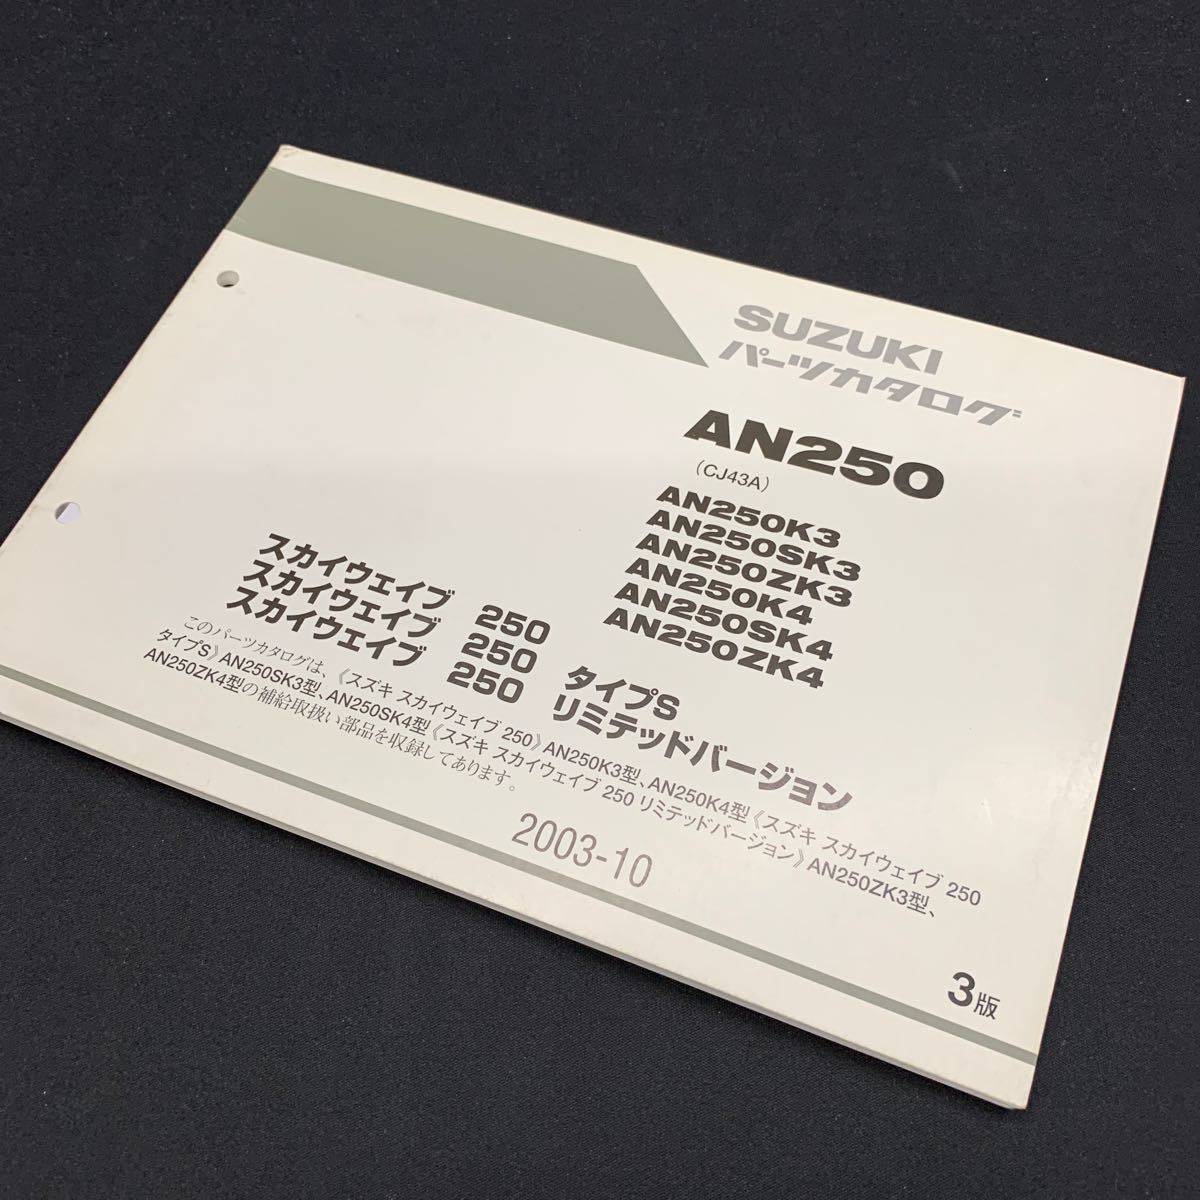 SUZUKI
パーツカタログ
AN250
(CJ43A)
AN250K3
AN250SK3
AN250ZK3
AN250K4
AN250SK4
AN250ZK4
スカイウェイブ 250
スカイウェイブ 250 タイプS
スカイウェイブ 250 リミテッドバージョン
このパーツカタログは、《スズキ スカイウェイブ 250》AN250K3型、AN250K4型《スズキ スカイウェイブ 250
タイプS》AN250SK3型、AN250SK4型《スズキ スカイウェイブ 250 リミテッドバージョン》AN250ZK3型、
AN250ZK4型の補給取扱い部品を収録してあります。
2003-10
3版